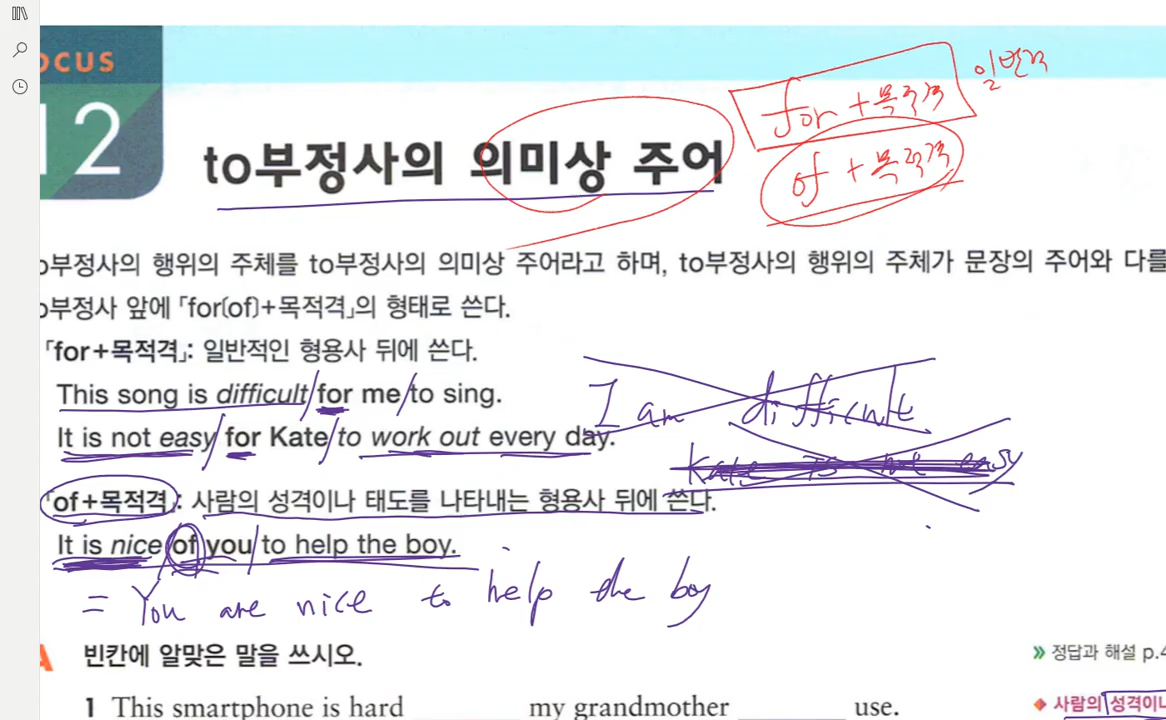 OCUS
12
for + 목적격 일반적
to부정사의 의미상 주어
of + 목적격
o부정사의 행위의 주체를 to부정사의 의미상 주어라고 하며, to부정사의 행위의 주체가 문장의 주어와 다를
o부정사 앞에 「for(of)+목적격」의 형태로 쓴다.
「for+목적격」: 일반적인 형용사 뒤에 쓴다.
This song is difficult/for me/to sing. I am difficult
It is not easy/for Kate/to work out every day.
Kate is not easy
「of+목적격」: 사람의 성격이나 태도를 나타내는 형용사 뒤에 쓴다.
It is nice/of you/to help the boy.
= You are nice to help the boy
A 빈칸에 알맞은 말을 쓰시오.
» 정답과 해설 p.4
1 This smartphone is hard ______ my grandmother ______ use.
◆ 사람의 성격이나